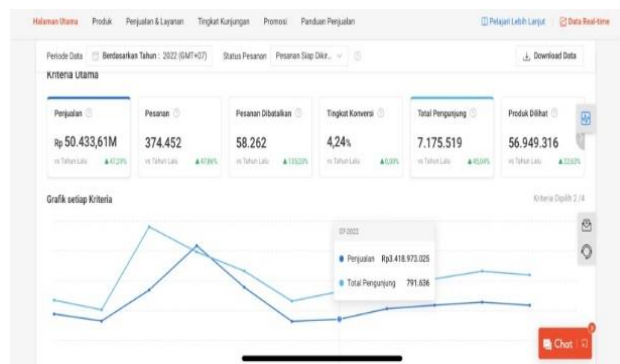 Halaman Utama Produk Penjualan & Layanan Tingkat Kunjungan Promosi Panduan Penjualan Pelajari Lebih Lanjut Data Real-time
Periode Data Berdasarkan Tahun : 2022 (GMT+07) Status Pesanan Pesanan Siap Dikir... Download Data
Kriteria Utama
Penjualan Pesanan Pesanan Dibatalkan Tingkat Konversi Total Pengunjung Produk Dilihat
Rp 50.433,61M 374.452 58.262 4,24% 7.175.519 56.949.316
vs Tahun Lalu vs Tahun Lalu vs Tahun Lalu vs Tahun Lalu vs Tahun Lalu vs Tahun Lalu
Grafik setiap Kriteria Kriteria Dipilih 2 /4
07-2022
Penjualan Rp3.418.973.025
Total Pengunjung 791.636
Chat